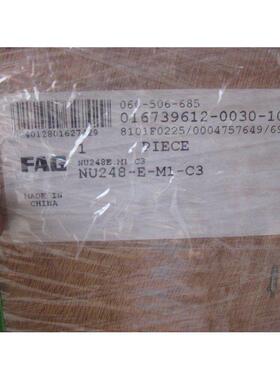 060-506-685
016739612-0030-10
8101F0225/0004757649/69
1 PIECE
FAG
NU248E.M1.C3
NU248-E-M1-C3
MADE IN
CHINA